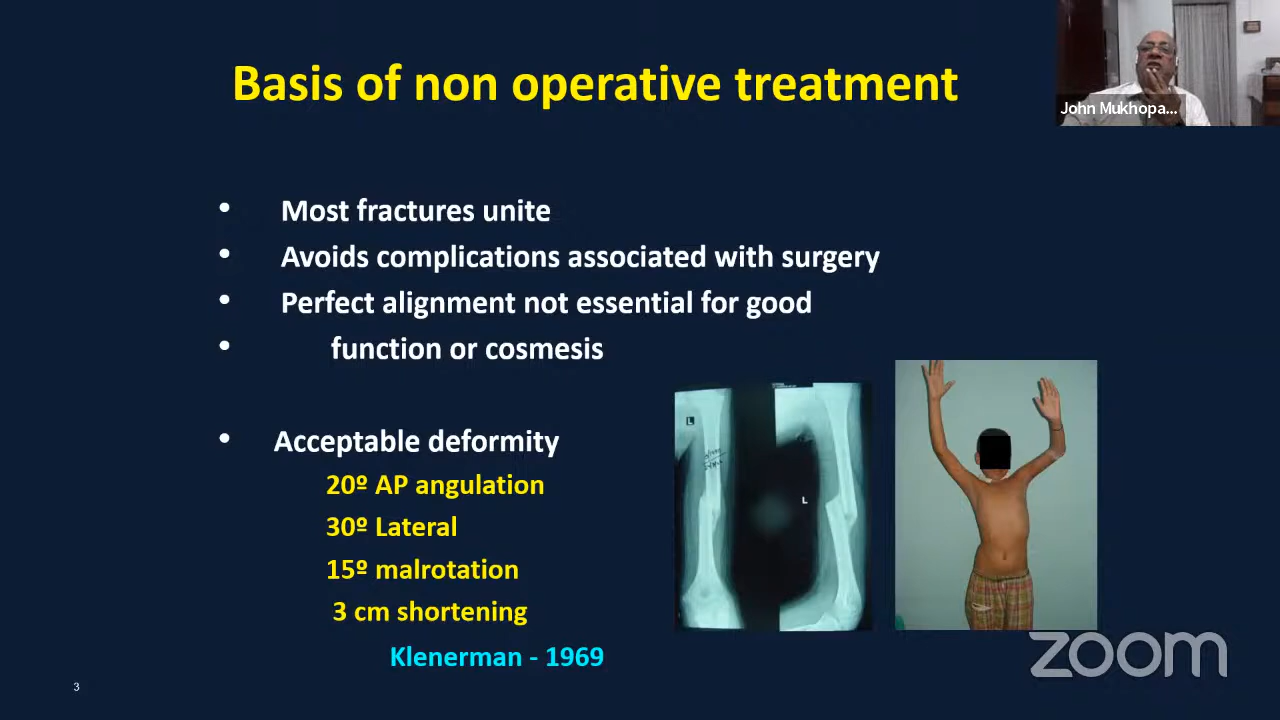 Basis of non operative treatment
John Mukhopa...
• Most fractures unite
• Avoids complications associated with surgery
• Perfect alignment not essential for good
• function or cosmesis
• Acceptable deformity
20º AP angulation
30º Lateral
15º malrotation
3 cm shortening
Klenerman - 1969
L
L
zoom
3